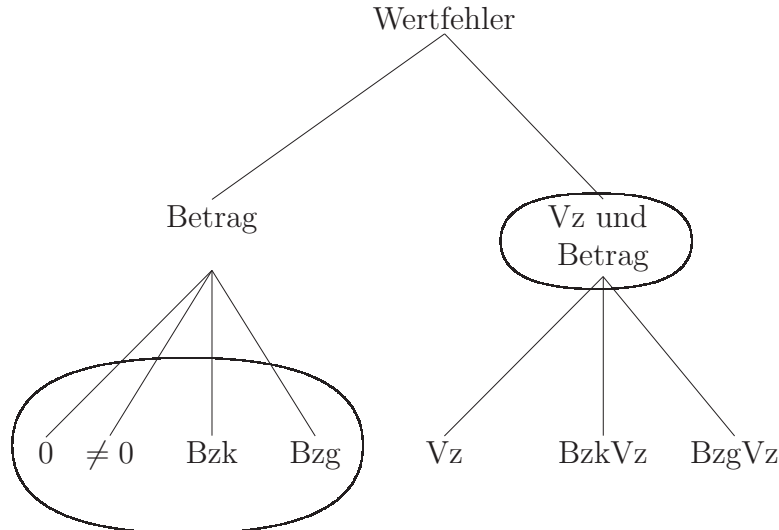 Wertfehler
Betrag
Vz und
Betrag
0 ≠ 0 Bzk Bzg Vz BzkVz BzgVz